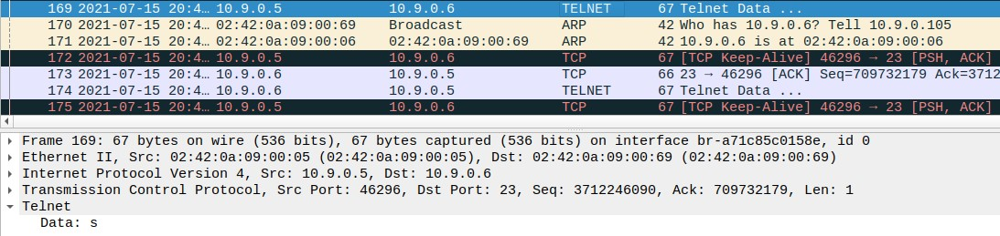 169 2021-07-15 20:4… 10.9.0.5 10.9.0.6 TELNET 67 Telnet Data ...
170 2021-07-15 20:4… 02:42:0a:09:00:69 Broadcast ARP 42 Who has 10.9.0.6? Tell 10.9.0.105
171 2021-07-15 20:4… 02:42:0a:09:00:06 02:42:0a:09:00:69 ARP 42 10.9.0.6 is at 02:42:0a:09:00:06
172 2021-07-15 20:4… 10.9.0.5 10.9.0.6 TCP 67 [TCP Keep-Alive] 46296 → 23 [PSH, ACK]
173 2021-07-15 20:4… 10.9.0.6 10.9.0.5 TCP 66 23 → 46296 [ACK] Seq=709732179 Ack=3712
174 2021-07-15 20:4… 10.9.0.6 10.9.0.5 TELNET 67 Telnet Data ...
175 2021-07-15 20:4… 10.9.0.5 10.9.0.6 TCP 67 [TCP Keep-Alive] 46296 → 23 [PSH, ACK]
Frame 169: 67 bytes on wire (536 bits), 67 bytes captured (536 bits) on interface br-a71c85c0158e, id 0
Ethernet II, Src: 02:42:0a:09:00:05 (02:42:0a:09:00:05), Dst: 02:42:0a:09:00:69 (02:42:0a:09:00:69)
Internet Protocol Version 4, Src: 10.9.0.5, Dst: 10.9.0.6
Transmission Control Protocol, Src Port: 46296, Dst Port: 23, Seq: 3712246090, Ack: 709732179, Len: 1
Telnet
Data: s